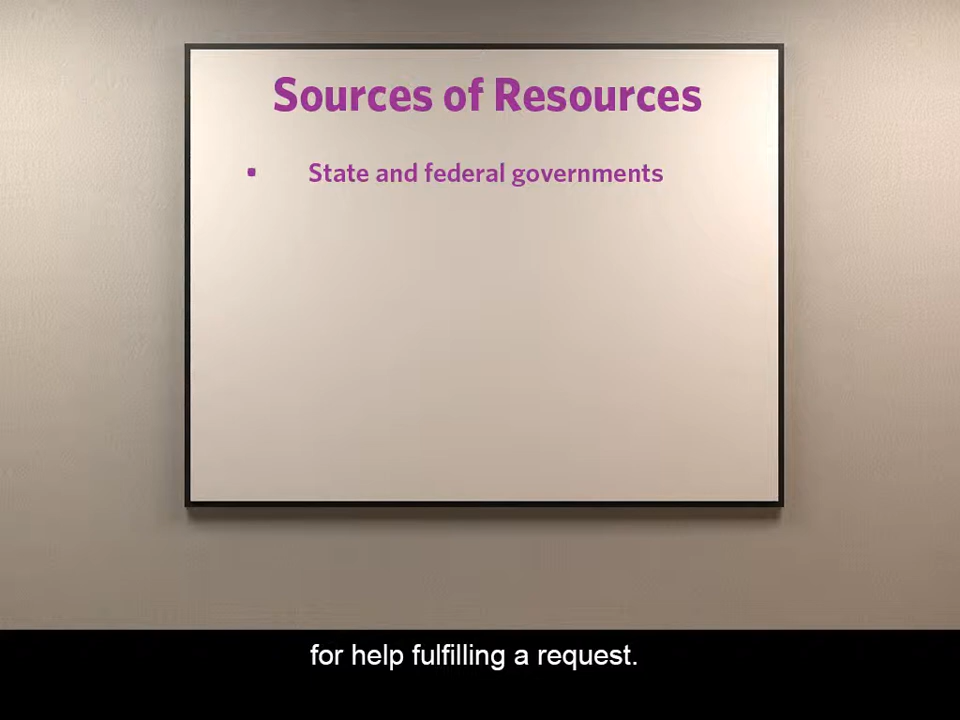 Sources of Resources
▪ State and federal governments
for help fulfilling a request.